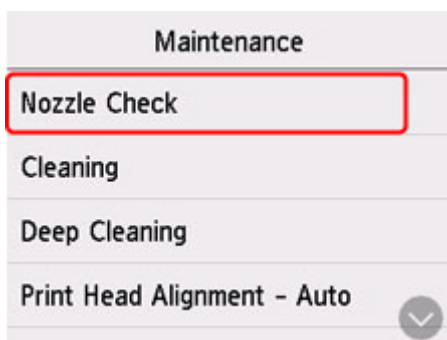 Maintenance
Nozzle Check
Cleaning
Deep Cleaning
Print Head Alignment - Auto